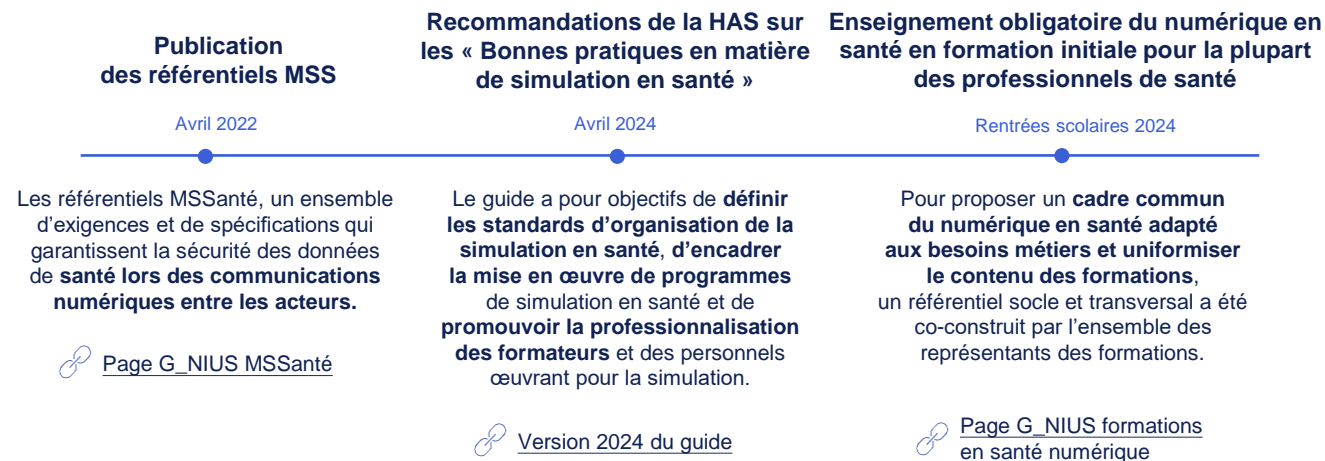 Publication
des référentiels MSS
Avril 2022
Les référentiels MSSanté, un ensemble
d'exigences et de spécifications qui
garantissent la sécurité des données
de santé lors des communications
numériques entre les acteurs.
Page G_NIUS MSSanté
Recommandations de la HAS sur
les « Bonnes pratiques en matière
de simulation en santé »
Avril 2024
Le guide a pour objectifs de définir
les standards d’organisation de la
simulation en santé, d’encadrer
la mise en œuvre de programmes
de simulation en santé et de
promouvoir la professionnalisation
des formateurs et des personnels
œuvrant pour la simulation.
Version 2024 du guide
Enseignement obligatoire du numérique en
santé en formation initiale pour la plupart
des professionnels de santé
Rentrées scolaires 2024
Pour proposer un cadre commun
du numérique en santé adapté
aux besoins métiers et uniformiser
le contenu des formations,
un référentiel socle et transversal a été
co-construit par l’ensemble des
représentants des formations.
Page G_NIUS formations
en santé numérique